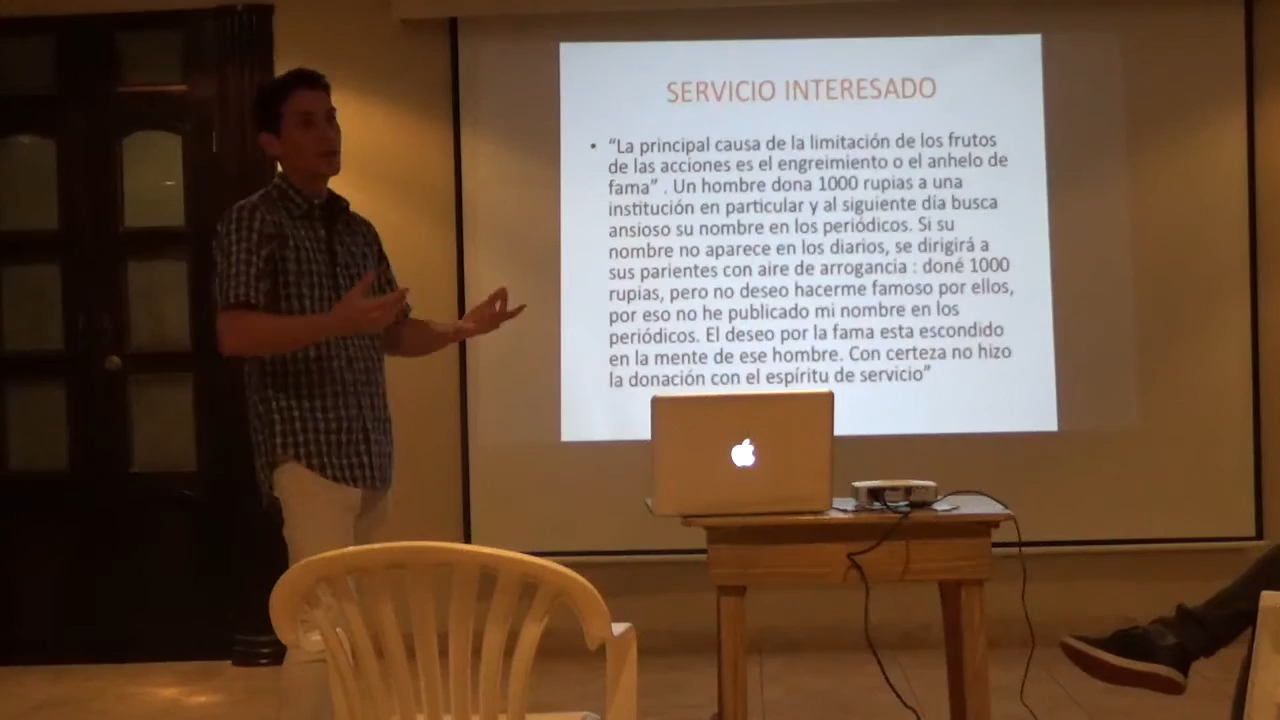 SERVICIO INTERESADO
• “La principal causa de la limitación de los frutos
de las acciones es el engreimiento o el anhelo de
fama” . Un hombre dona 1000 rupias a una
institución en particular y al siguiente día busca
ansioso su nombre en los periódicos. Si su
nombre no aparece en los diarios, se dirigirá a
sus parientes con aire de arrogancia : doné 1000
rupias, pero no deseo hacerme famoso por ellos,
por eso no he publicado mi nombre en los
periódicos. El deseo por la fama esta escondido
en la mente de ese hombre. Con certeza no hizo
la donación con el espíritu de servicio”